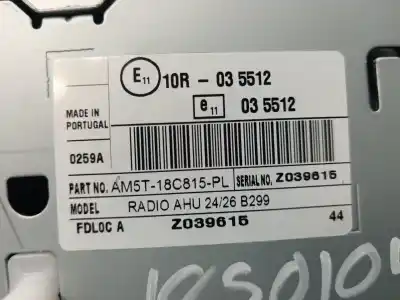 E11 10R - 03 5512
e11 03 5512
MADE IN
PORTUGAL
0259A
PART NO. AM5T-18C815-PL SERIAL NO. Z039615
MODEL RADIO AHU 24/26 B299
FDLOC A Z039615 44